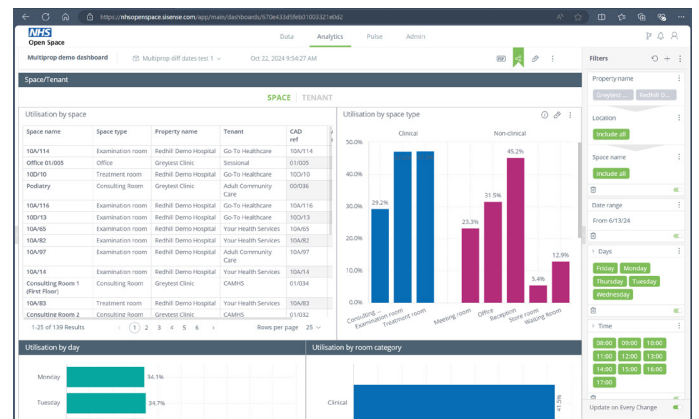 https://nhsopenspace.sisense.com/app/main/dashboards/670e433d5feb01003321a0d2
NHS
Open Space
Data
Analytics
Pulse
Admin
Multiprop demo dashboard
Multiprop diff dates test 1
Oct 22, 2024 9:54:27 AM
PDF
Filters
Space/Tenant
SPACE
TENANT
Utilisation by space
Space name Space type Property name Tenant CAD ref
10A/114 Examination room Redhill Demo Hospital Go-To Healthcare 10A/114
Office 01/005 Office Greytest Clinic Sessional 01/005
10D/10 Treatment room Redhill Demo Hospital Go-To Healthcare 10D/10
Podiatry Consulting Room Greytest Clinic Adult Community Care 00/036
10A/116 Examination room Redhill Demo Hospital Go-To Healthcare 10A/116
10D/13 Examination room Redhill Demo Hospital Go-To Healthcare 10D/13
10A/65 Examination room Redhill Demo Hospital Your Health Services 10A/65
10A/82 Examination room Redhill Demo Hospital Your Health Services 10A/82
10A/97 Examination room Redhill Demo Hospital Adult Community Care 10A/97
10A/14 Examination room Redhill Demo Hospital Your Health Services 10A/14
Consulting Room 1 (First Floor) Consulting Room Greytest Clinic CAMHS 01/034
10A/83 Treatment room Redhill Demo Hospital Your Health Services 10A/83
Consulting Room 2 Consulting Room Greytest Clinic CAMHS 01/032
1-25 of 139 Results
1 2 3 4 5 6
Rows per page 25
Utilisation by space type
Clinical
Non-clinical
50.0%
40.0%
30.0%
20.0%
10.0%
0.0%
29.2%
23.3%
31.5%
45.2%
5.4%
12.9%
Consulting ...
Examination room
Treatment room
Meeting room
Office
Reception
Store room
Waiting Room
Utilisation by day
Monday
34.1%
Tuesday
34.7%
Utilisation by room category
Clinical
41.5%
Property name
Greytest ...
Redhill D...
Location
Include all
Space name
Include all
Date range
From 6/13/24
Days
Friday Monday
Thursday Tuesday
Wednesday
Time
08:00 09:00 10:00
11:00 12:00 13:00
14:00 15:00 16:00
17:00
Update on Every Change